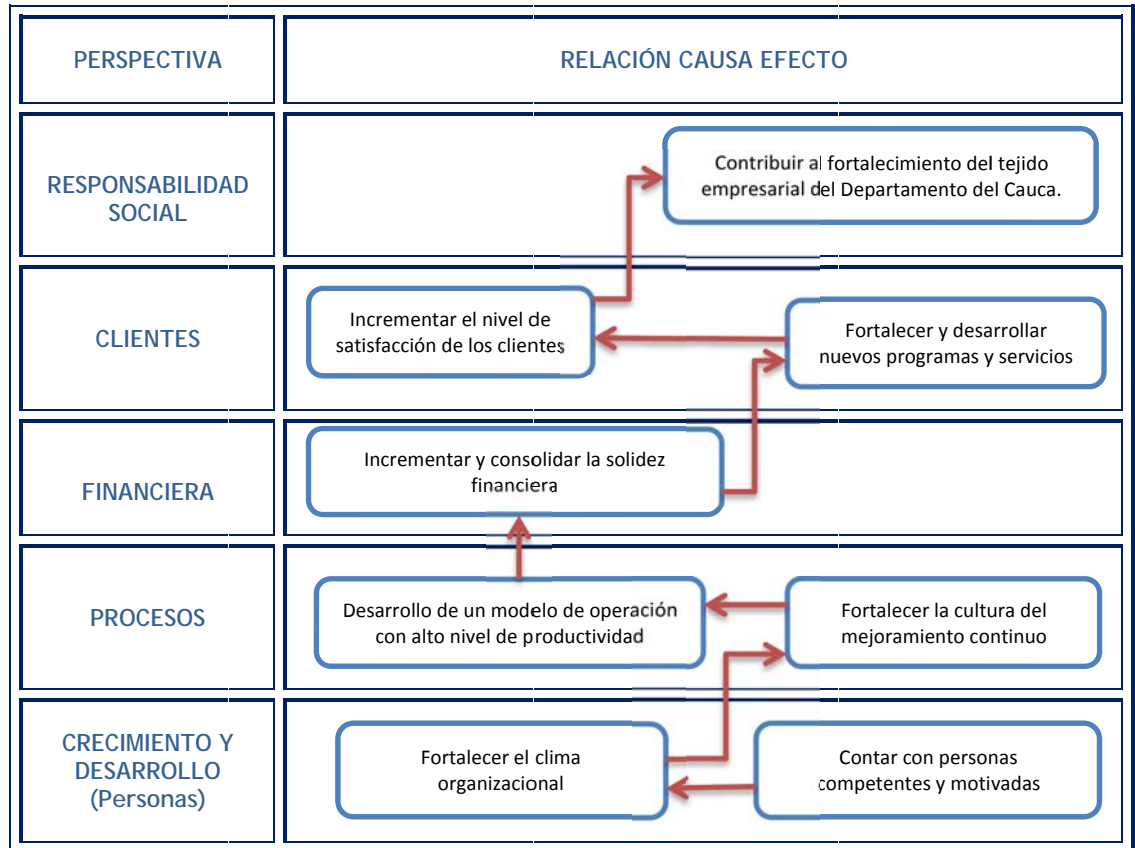 PERSPECTIVA
RELACIÓN CAUSA EFECTO
RESPONSABILIDAD
SOCIAL
Contribuir al fortalecimiento del tejido
empresarial del Departamento del Cauca.
CLIENTES
Incrementar el nivel de
satisfacción de los clientes
Fortalecer y desarrollar
nuevos programas y servicios
FINANCIERA
Incrementar y consolidar la solidez
financiera
PROCESOS
Desarrollo de un modelo de operación
con alto nivel de productividad
Fortalecer la cultura del
mejoramiento continuo
CRECIMIENTO Y
DESARROLLO
(Personas)
Fortalecer el clima
organizacional
Contar con personas
competentes y motivadas